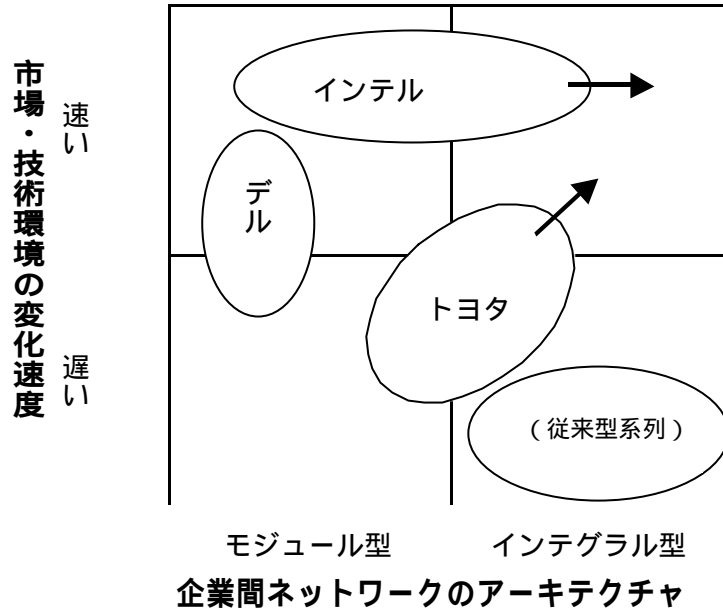 市場・技術環境の変化速度
速い
遅い
インテル
デル
トヨタ
（従来型系列）
モジュール型
インテグラル型
企業間ネットワークのアーキテクチャ